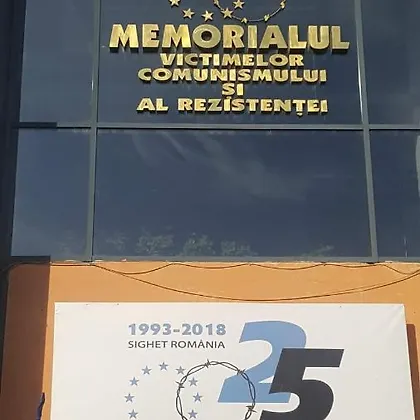 MEMORIALUL
VICTIMELOR
COMUNISMULUI
ȘI
AL REZISTENȚEI
1993-2018
SIGHET ROMÂNIA
25